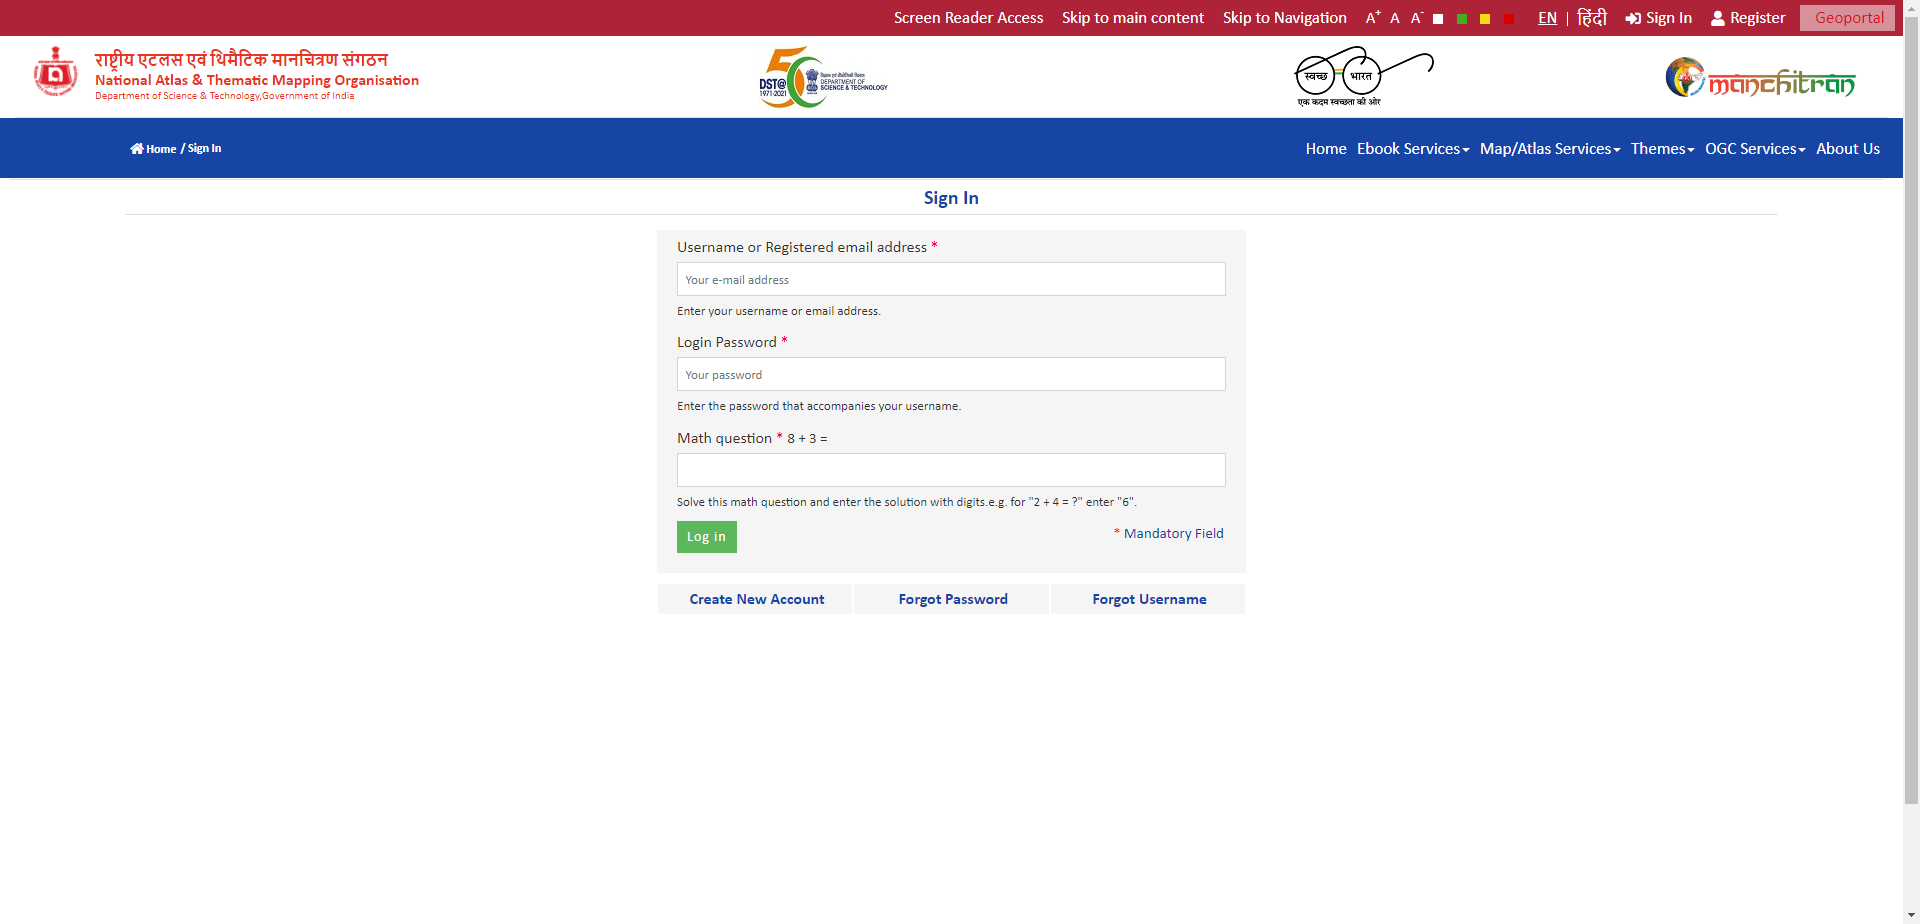 Screen Reader Access Skip to main content Skip to Navigation A+ A A- EN | हिंदी Sign In Register Geoportal
राष्ट्रीय एटलस एवं थिमैटिक मानचित्रण संगठन
National Atlas & Thematic Mapping Organisation
Department of Science & Technology,Government of India
50
DST@
1971-2021
विज्ञान एवं प्रौद्योगिकी विभाग
DEPARTMENT OF
SCIENCE & TECHNOLOGY
स्वच्छ भारत
एक कदम स्वच्छता की ओर
manchitran
Home / Sign In
Home Ebook Services Map/Atlas Services Themes OGC Services About Us
Sign In
Username or Registered email address *
Your e-mail address
Enter your username or email address.
Login Password *
Your password
Enter the password that accompanies your username.
Math question * 8 + 3 =
Solve this math question and enter the solution with digits.e.g. for "2 + 4 = ?" enter "6".
Log in
* Mandatory Field
Create New Account Forgot Password Forgot Username